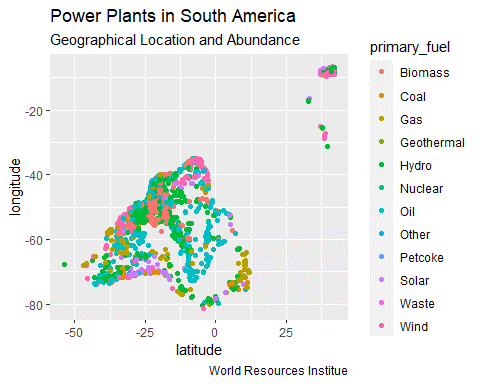 Power Plants in South America
Geographical Location and Abundance
primary_fuel
Biomass
Coal
Gas
Geothermal
Hydro
Nuclear
Oil
Other
Petcoke
Solar
Waste
Wind
longitude
-20
-40
-60
-80
-50
-25
0
25
latitude
World Resources Institue